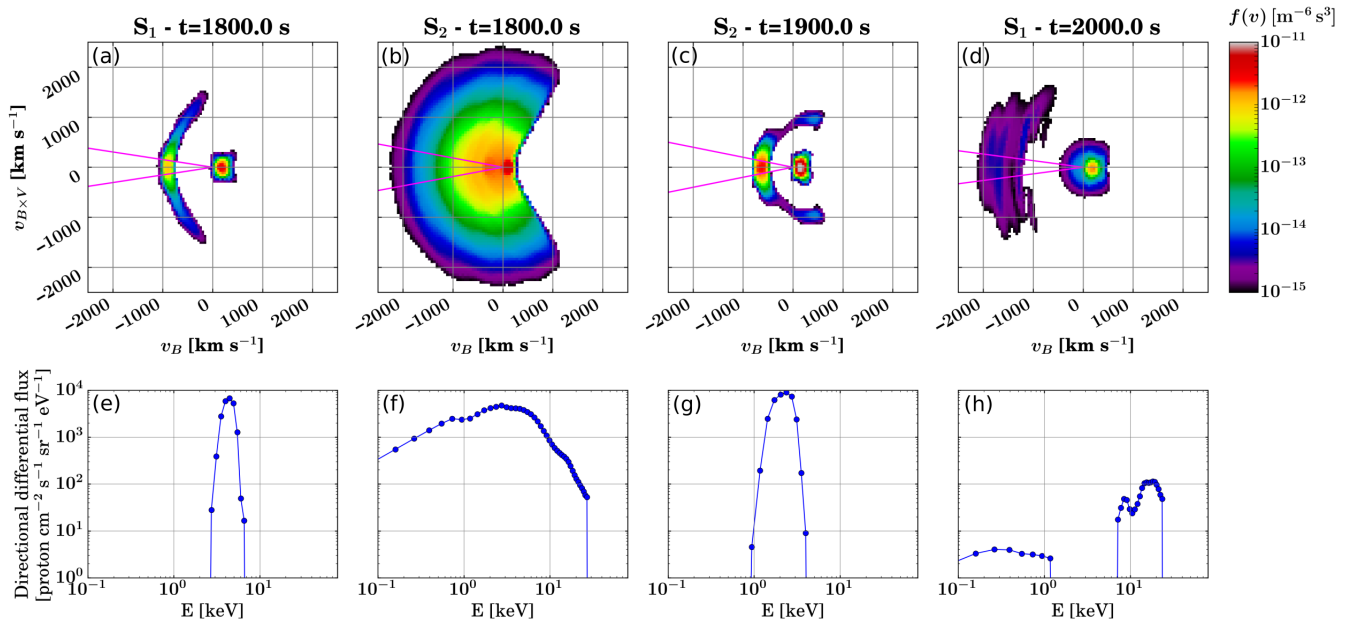 S₁ - t=1800.0 s
S₂ - t=1800.0 s
S₂ - t=1900.0 s
S₁ - t=2000.0 s
f(v) [m⁻⁶ s³]
(a)
(b)
(c)
(d)
v_{B×V} [km s⁻¹]
2000
1000
0
−1000
−2000
10⁻¹¹
10⁻¹²
10⁻¹³
10⁻¹⁴
10⁻¹⁵
−2000 −1000 0 1000 2000
−2000 −1000 0 1000 2000
−2000 −1000 0 1000 2000
−2000 −1000 0 1000 2000
v_B [km s⁻¹]
v_B [km s⁻¹]
v_B [km s⁻¹]
v_B [km s⁻¹]
Directional differential flux
[proton cm⁻² s⁻¹ sr⁻¹ eV⁻¹]
10⁴
10³
10²
10¹
10⁰
(e)
(f)
(g)
(h)
10⁻¹ 10⁰ 10¹
10⁻¹ 10⁰ 10¹
10⁻¹ 10⁰ 10¹
10⁻¹ 10⁰ 10¹
E [keV]
E [keV]
E [keV]
E [keV]